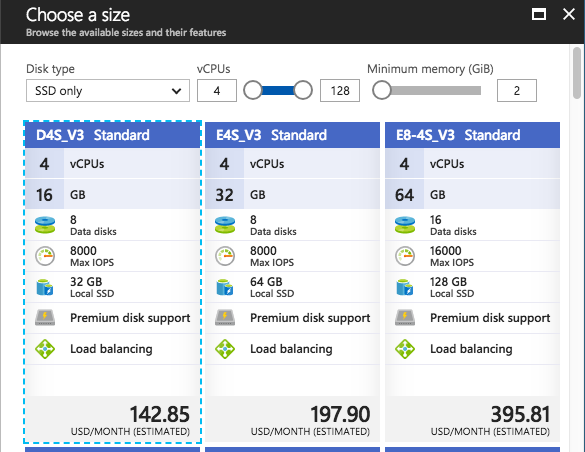 Choose a size
Browse the available sizes and their features
Disk type
vCPUs
Minimum memory (GiB)
SSD only
4
128
2
D4S_V3 Standard
4 vCPUs
16 GB
8
Data disks
8000
Max IOPS
32 GB
Local SSD
Premium disk support
Load balancing
142.85
USD/MONTH (ESTIMATED)
E4S_V3 Standard
4 vCPUs
32 GB
8
Data disks
8000
Max IOPS
64 GB
Local SSD
Premium disk support
Load balancing
197.90
USD/MONTH (ESTIMATED)
E8-4S_V3 Standard
4 vCPUs
64 GB
16
Data disks
16000
Max IOPS
128 GB
Local SSD
Premium disk support
Load balancing
395.81
USD/MONTH (ESTIMATED)